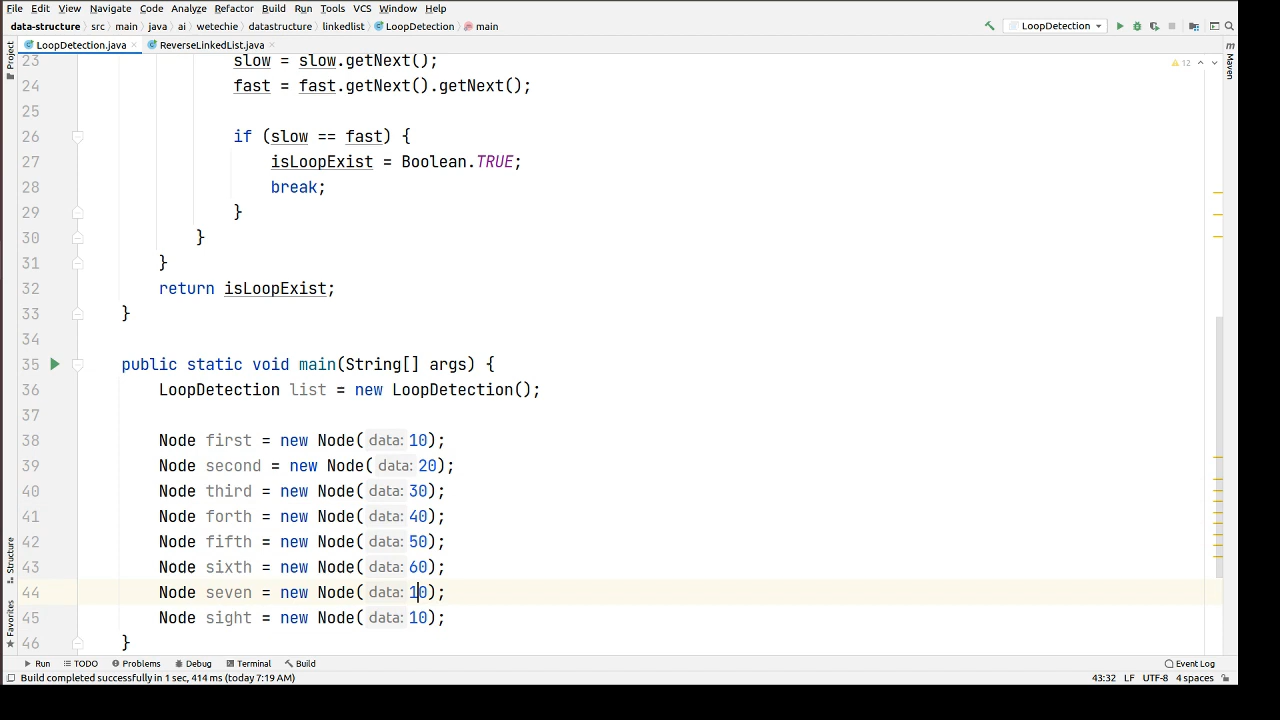 File Edit View Navigate Code Analyze Refactor Build Run Tools VCS Window Help
data-structure src main java ai wetechie datastructure linkedlist LoopDetection main LoopDetection
LoopDetection.java ReverseLinkedList.java
Project
Maven
12
23 slow = slow.getNext();
24 fast = fast.getNext().getNext();
25
26 if (slow == fast) {
27 isLoopExist = Boolean.TRUE;
28 break;
29 }
30 }
31 }
32 return isLoopExist;
33 }
34
35 public static void main(String[] args) {
36 LoopDetection list = new LoopDetection();
37
38 Node first = new Node( data: 10);
39 Node second = new Node( data: 20);
40 Node third = new Node( data: 30);
41 Node forth = new Node( data: 40);
42 Node fifth = new Node( data: 50);
43 Node sixth = new Node( data: 60);
44 Node seven = new Node( data: 10);
45 Node sight = new Node( data: 10);
46 }
Structure
Favorites
Run TODO Problems Debug Terminal Build Event Log
Build completed successfully in 1 sec, 414 ms (today 7:19 AM) 43:32 LF UTF-8 4 spaces